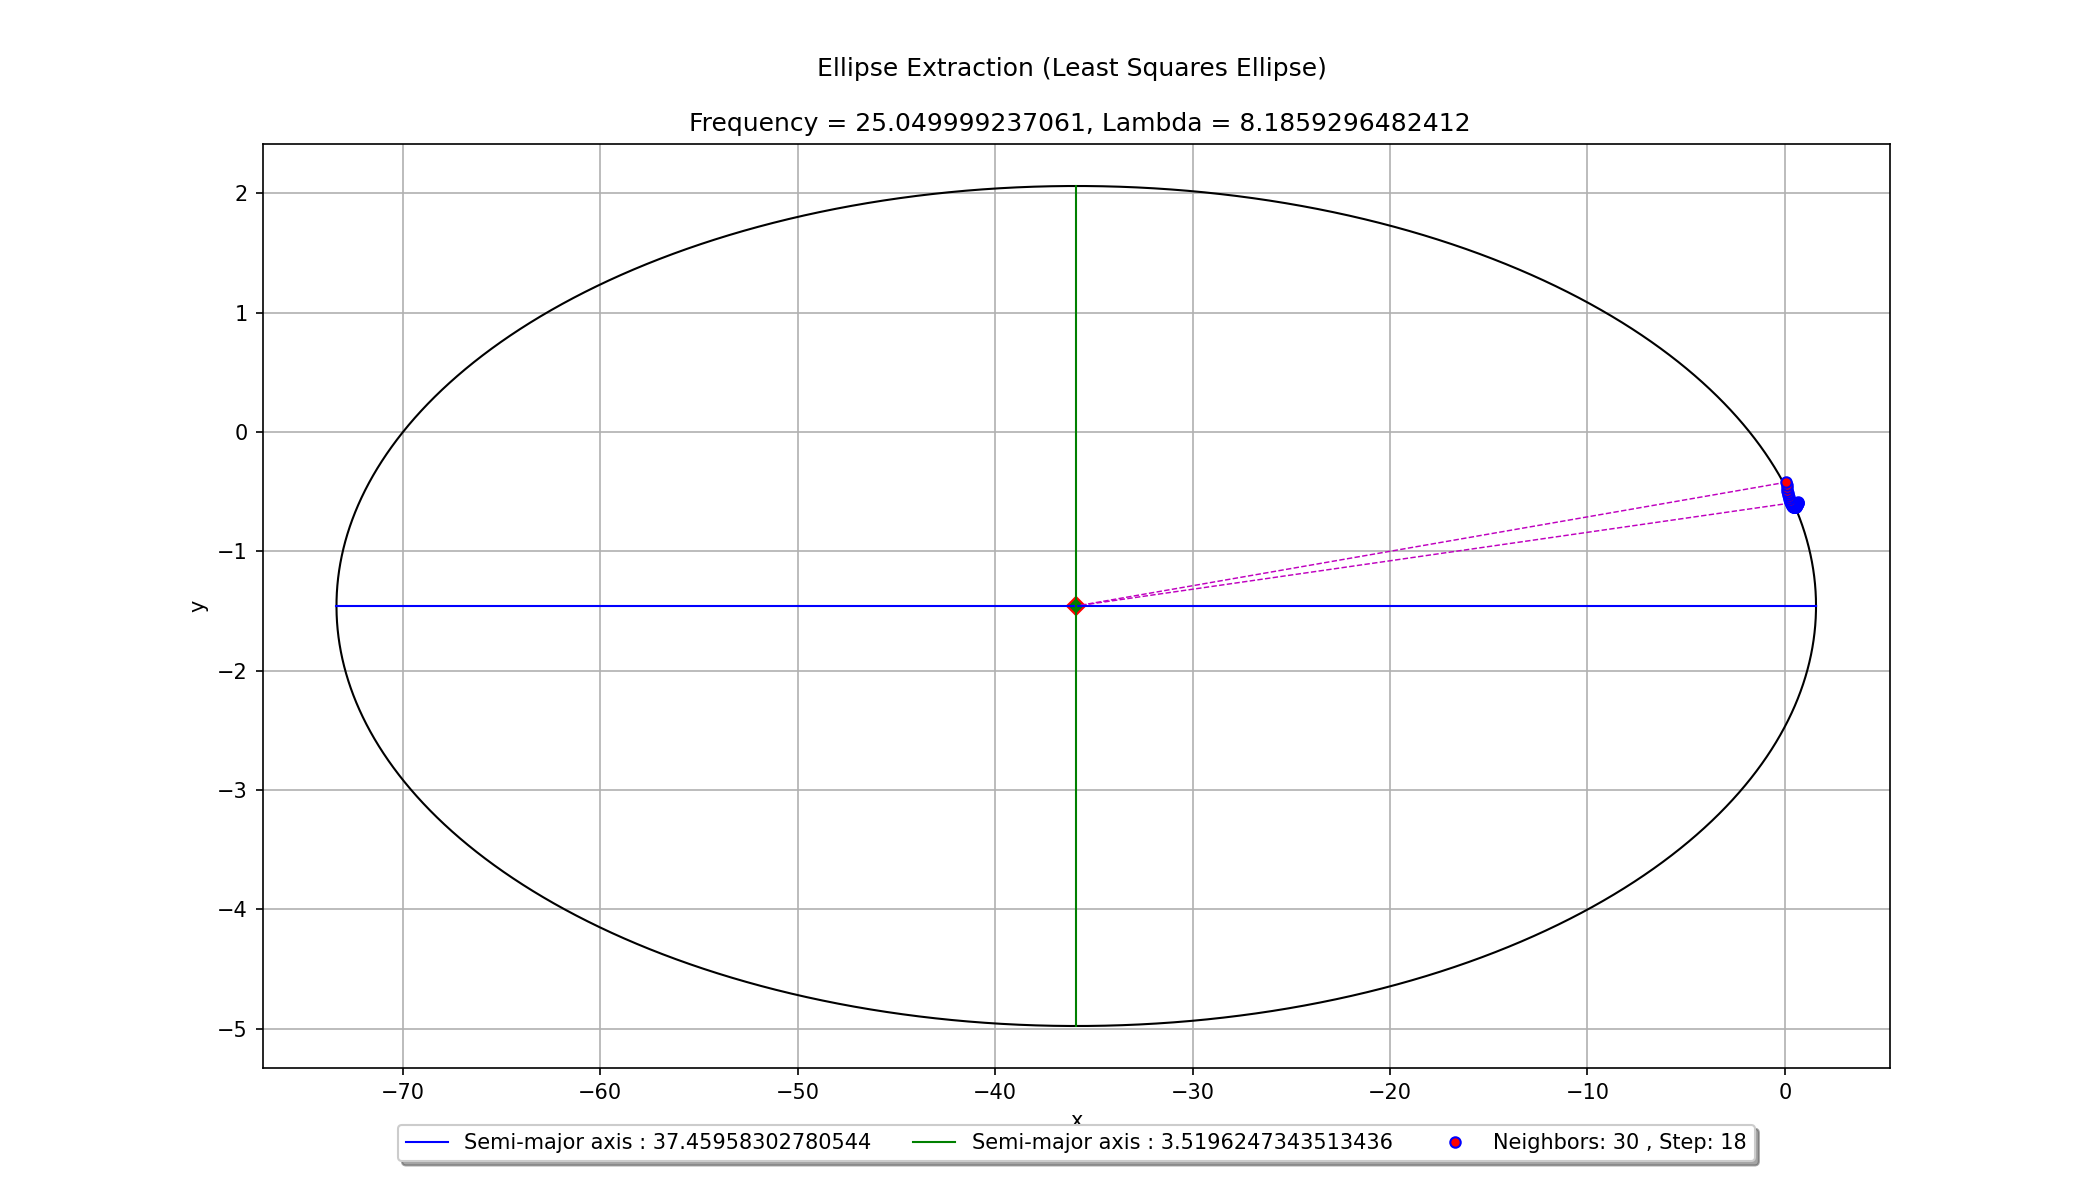 Ellipse Extraction (Least Squares Ellipse)
Frequency = 25.049999237061, Lambda = 8.1859296482412
2
1
0
−1
−2
−3
−4
−5
y
−70 −60 −50 −40 −30 −20 −10 0
x
Semi-major axis : 37.45958302780544 Semi-major axis : 3.5196247343513436 Neighbors: 30 , Step: 18